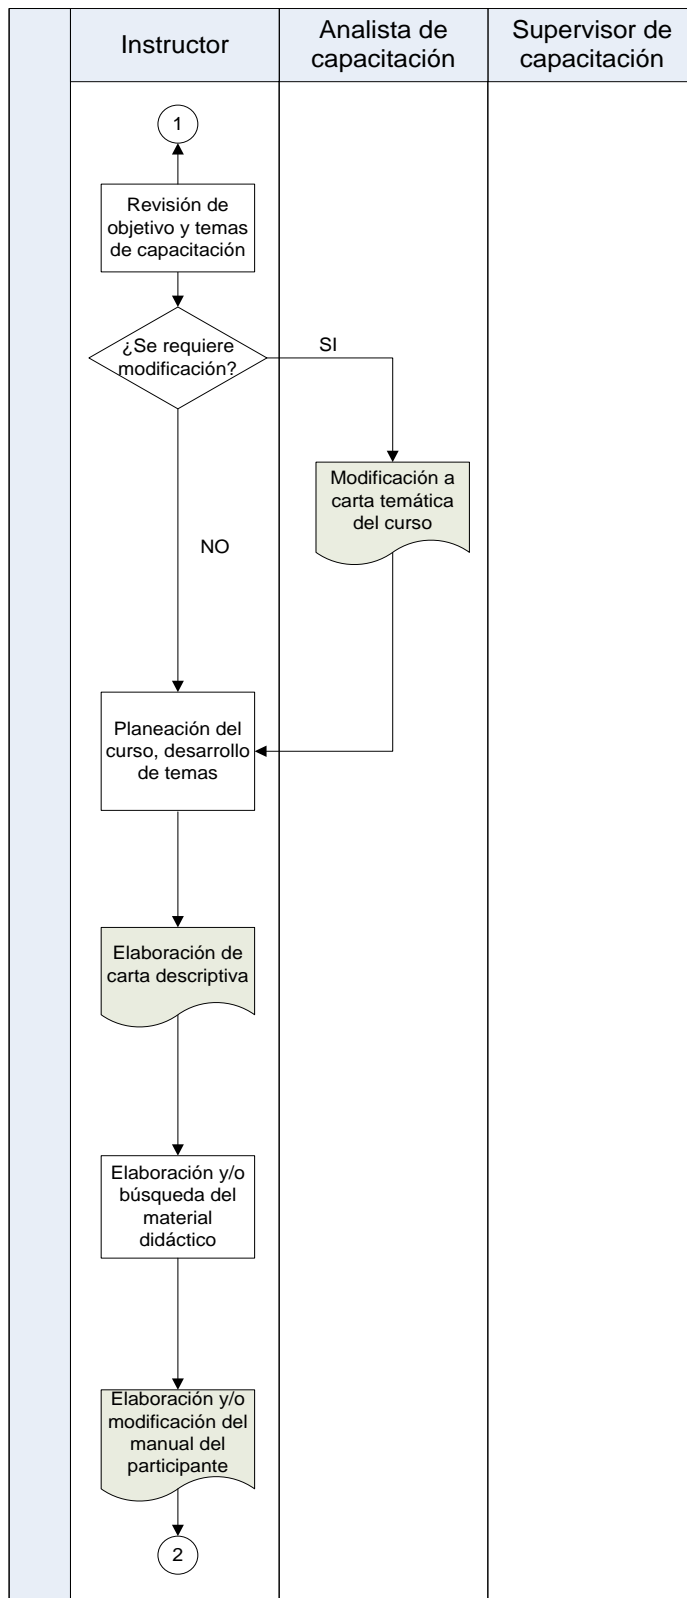 Instructor
Analista de
capacitación
Supervisor de
capacitación
1
Revisión de
objetivo y temas
de capacitación
¿Se requiere
modificación?
SI
Modificación a
carta temática
del curso
NO
Planeación del
curso, desarrollo
de temas
Elaboración de
carta descriptiva
Elaboración y/o
búsqueda del
material
didáctico
Elaboración y/o
modificación del
manual del
participante
2